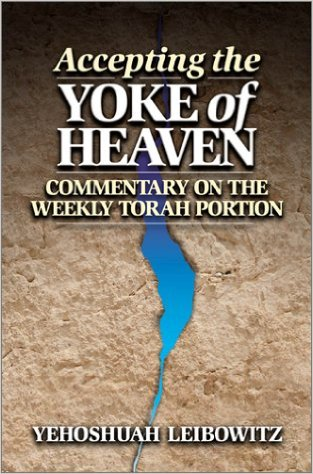 Accepting the
YOKE of
HEAVEN
COMMENTARY ON THE
WEEKLY TORAH PORTION
YEHOSHUAH LEIBOWITZ